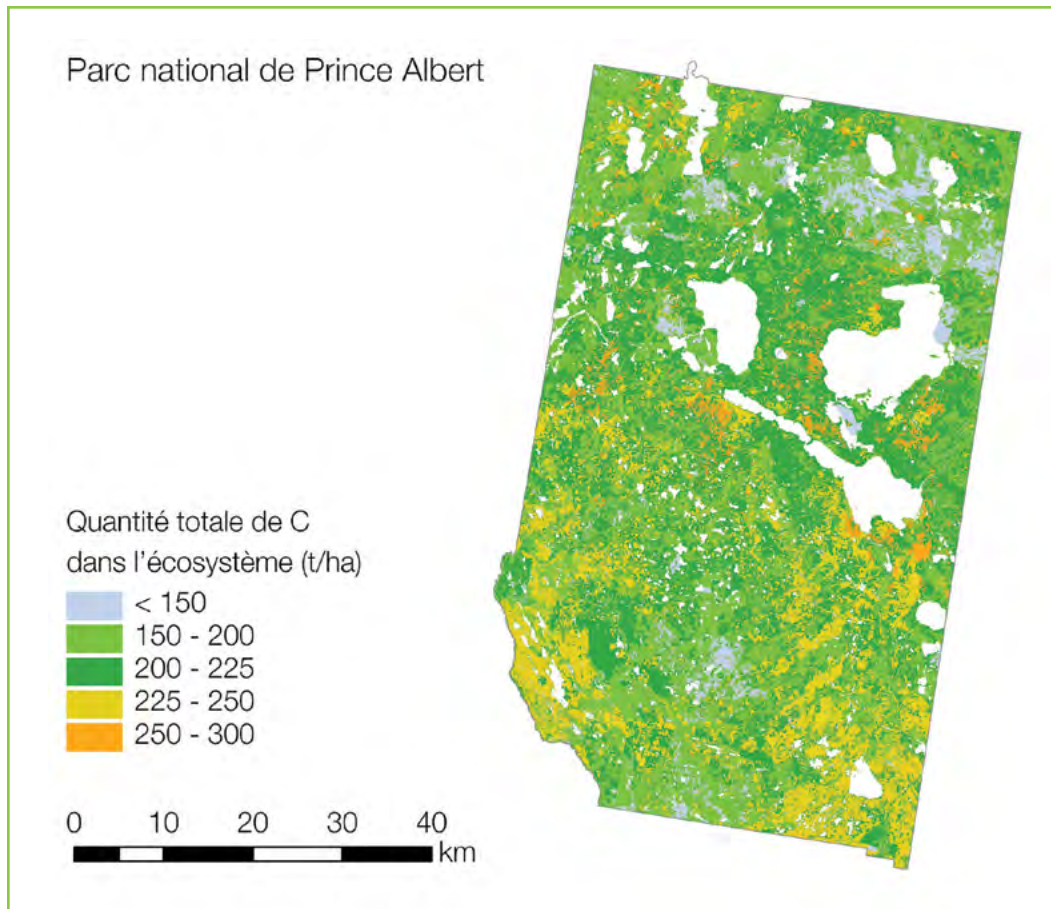 Parc national de Prince Albert
Quantité totale de C
dans l'écosystème (t/ha)
< 150
150 - 200
200 - 225
225 - 250
250 - 300
0 10 20 30 40
km